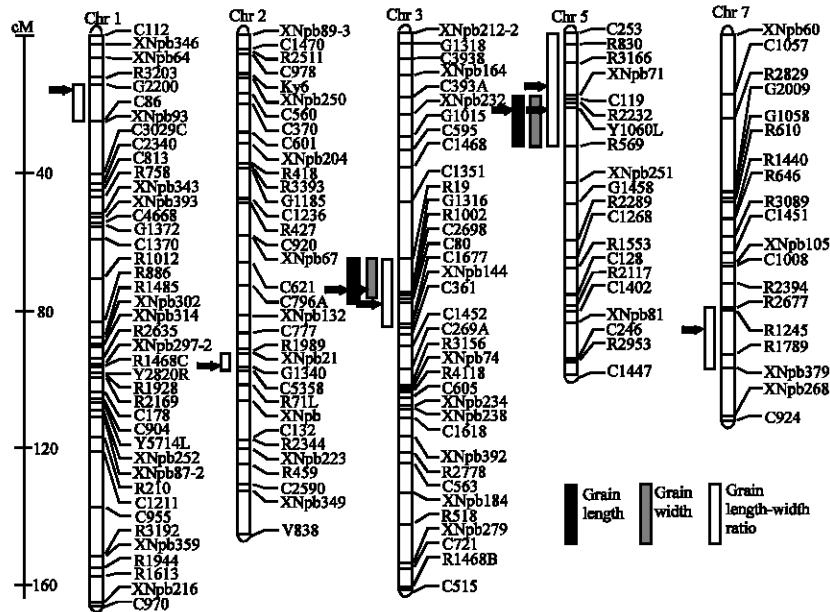 cM
40
80
120
160
Chr 1
C112
XNpb346
XNpb64
R3203
G2200
C86
XNpb93
C3029C
C2340
C813
R758
XNpb343
XNpb393
C4668
G1372
C1370
R1012
R886
R1485
XNpb302
XNpb314
R2635
XNpb297-2
R1468C
Y2820R
R1928
R2169
C178
C904
Y5714L
XNpb252
XNpb87-2
R210
C1211
C955
R3192
XNpb359
R1944
R1613
XNpb216
C970
Chr 2
XNpb89-3
C1470
R2511
C978
Ky6
XNpb250
C560
C370
C601
XNpb204
R418
R3393
G1185
C1236
R427
C920
XNpb67
C621
C796A
XNpb132
C777
R1989
XNpb21
G1340
C5358
R71L
XNpb
C132
R2344
XNpb223
R459
C2590
XNpb349
V838
Chr 3
XNpb212-2
G1318
C3938
XNpb164
C393A
XNpb232
G1015
C595
C1468
C1351
R19
G1316
R1002
C2698
C80
C1677
XNpb144
C361
C1452
C269A
R3156
XNpb74
R4118
C605
XNpb234
XNpb238
C1618
XNpb392
R2778
C563
XNpb184
R518
XNpb279
C721
R1468B
C515
Chr 5
C253
R830
R3166
XNpb71
C119
R2232
Y1060L
R569
XNpb251
G1458
R2289
C1268
R1553
C128
R2117
C1402
XNpb81
C246
R2953
C1447
Chr 7
XNpb60
C1057
R2829
G2009
G1058
R610
R1440
R646
R3089
C1451
XNpb105
C1008
R2394
R2677
R1245
R1789
XNpb379
XNpb268
C924
Grain
length
Grain
width
Grain
length-width
ratio